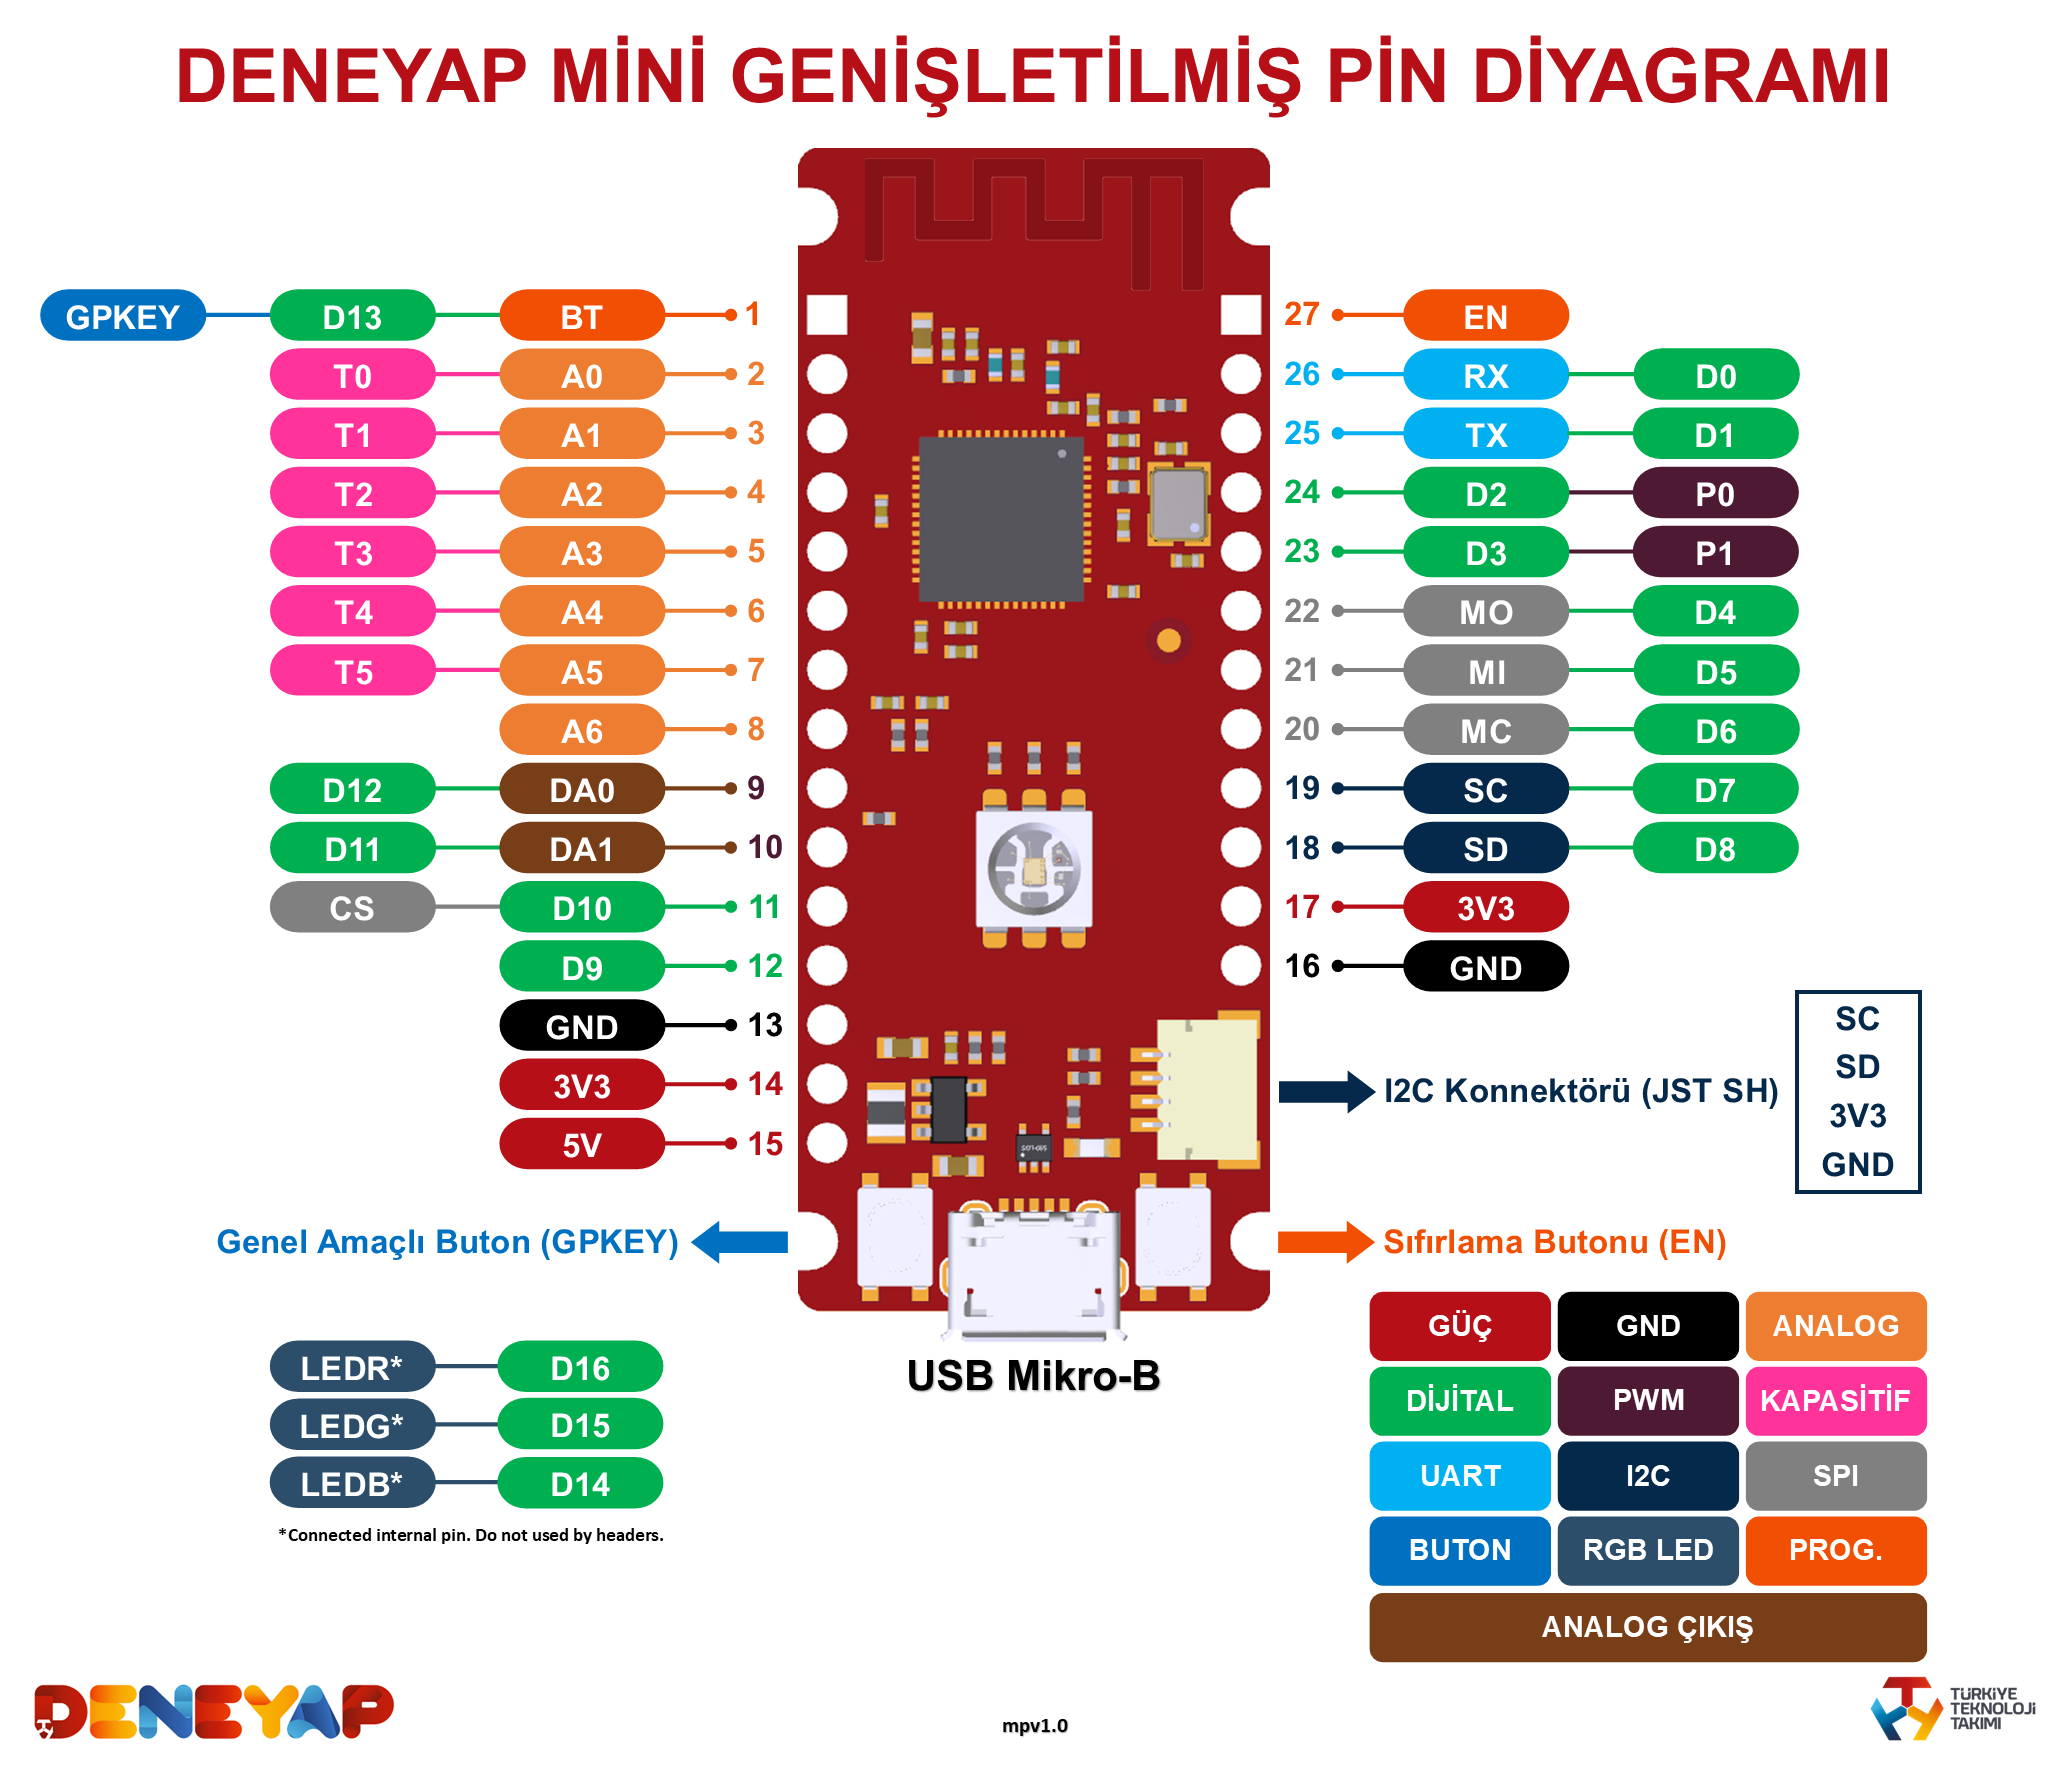 DENEYAP MİNİ GENİŞLETİLMİŞ PİN DİYAGRAMI
GPKEY D13 BT 1
T0 A0 2
T1 A1 3
T2 A2 4
T3 A3 5
T4 A4 6
T5 A5 7
A6 8
D12 DA0 9
D11 DA1 10
CS D10 11
D9 12
GND 13
3V3 14
5V 15
27 EN
26 RX D0
25 TX D1
24 D2 P0
23 D3 P1
22 MO D4
21 MI D5
20 MC D6
19 SC D7
18 SD D8
17 3V3
16 GND
I2C Konnektörü (JST SH)
SC
SD
3V3
GND
Genel Amaçlı Buton (GPKEY)
Sıfırlama Butonu (EN)
USB Mikro-B
LEDR* D16
LEDG* D15
LEDB* D14
*Connected internal pin. Do not used by headers.
GÜÇ GND ANALOG
DİJİTAL PWM KAPASİTİF
UART I2C SPI
BUTON RGB LED PROG.
ANALOG ÇIKIŞ
DENEYAP
mpv1.0
TÜRKİYE
TEKNOLOJİ
TAKIMI